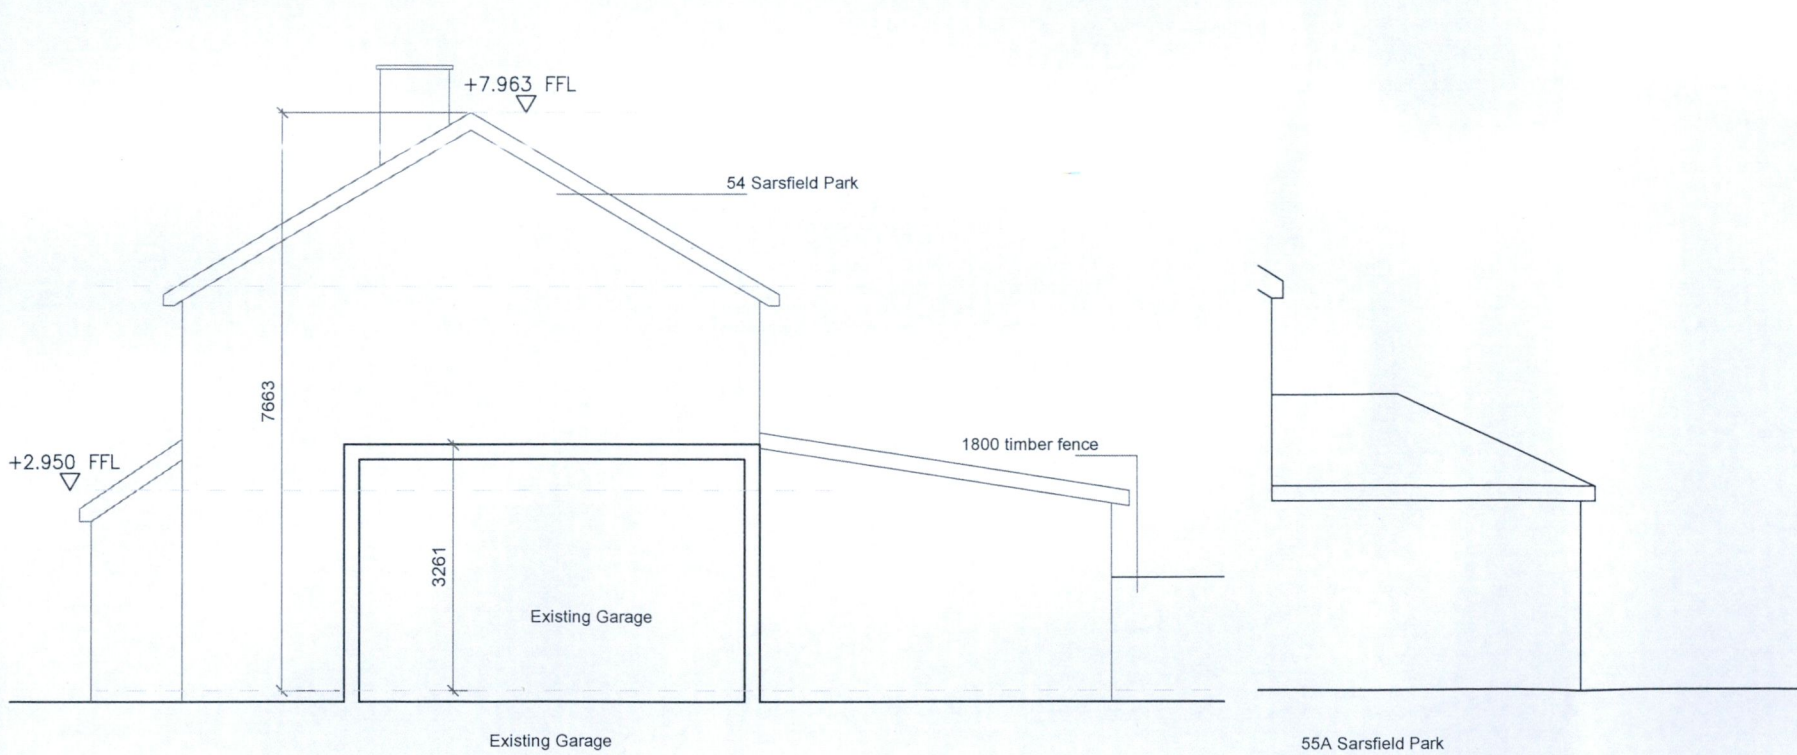 +7.963 FFL
54 Sarsfield Park
7663
1800 timber fence
+2.950 FFL
3261
Existing Garage
Existing Garage
55A Sarsfield Park